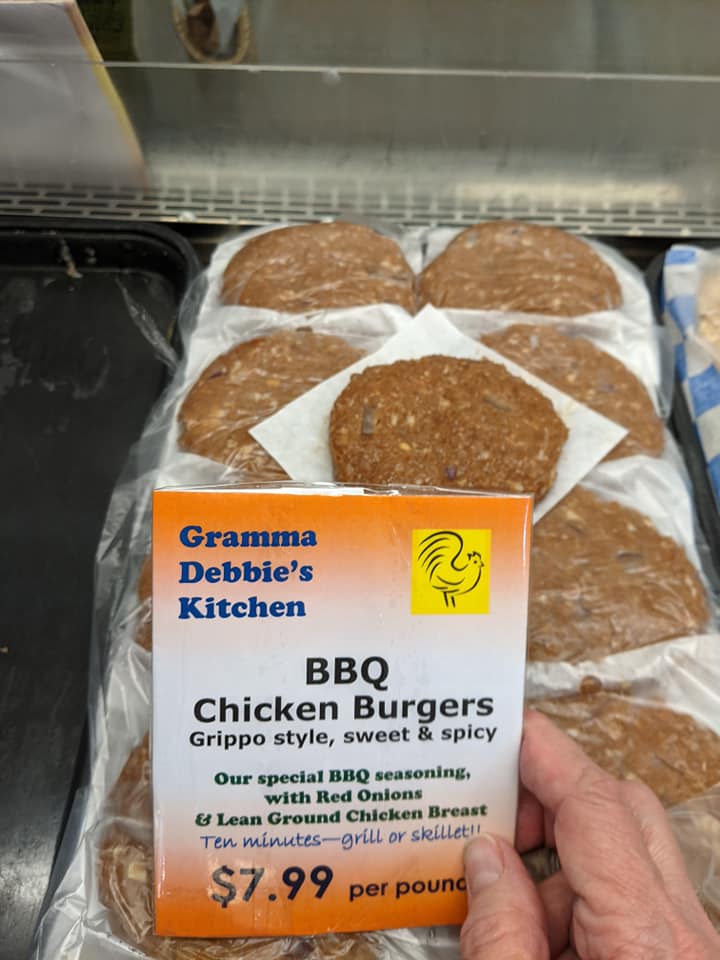 Gramma
Debbie's
Kitchen
BBQ
Chicken Burgers
Grippo style, sweet & spicy
Our special BBQ seasoning,
with Red Onions
& Lean Ground Chicken Breast
Ten minutes—grill or skillet!!
$7.99 per pound